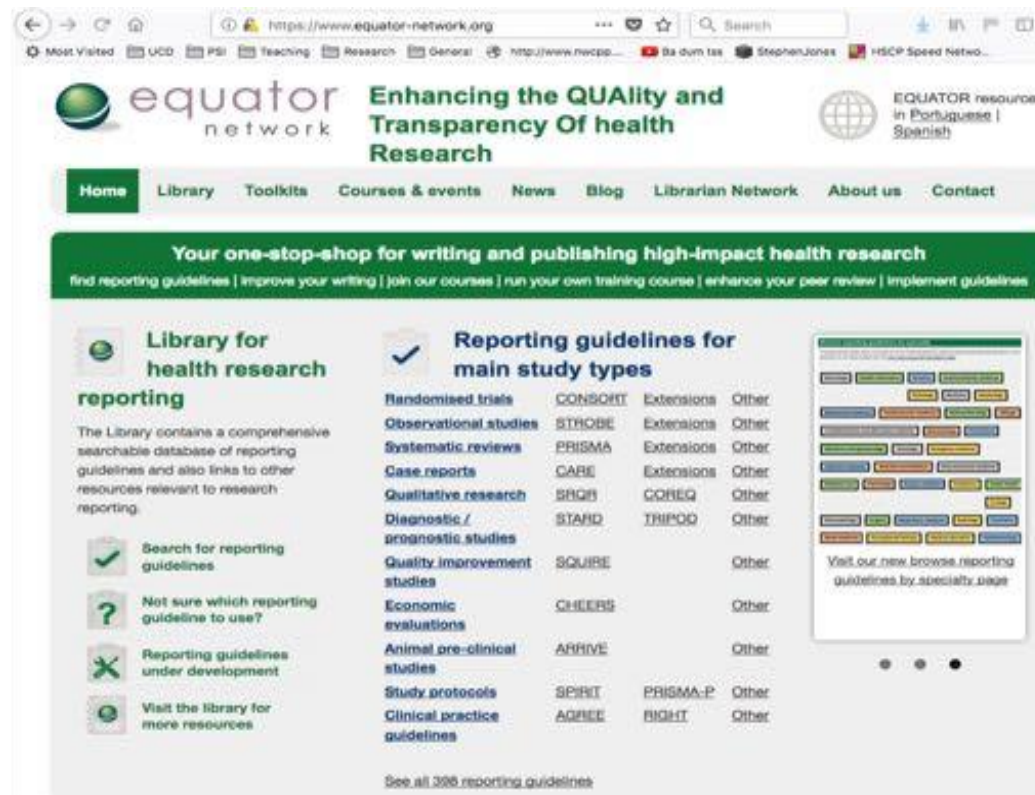 https://www.equator-network.org
Search
Most Visited UCD PSI Teaching Research General http://www.nwcpp.... Ba dum tss StephenJones HSCP Speed Netwo...
equator
network
Enhancing the QUAlity and
Transparency Of health
Research
EQUATOR resource
in Portuguese |
Spanish
Home Library Toolkits Courses & events News Blog Librarian Network About us Contact
Your one-stop-shop for writing and publishing high-impact health research
find reporting guidelines | improve your writing | join our courses | run your own training course | enhance your peer review | implement guidelines
Library for
health research
reporting
The Library contains a comprehensive
searchable database of reporting
guidelines and also links to other
resources relevant to research
reporting.
Search for reporting
guidelines
Not sure which reporting
guideline to use?
Reporting guidelines
under development
Visit the library for
more resources
Reporting guidelines for
main study types
Randomised trials CONSORT Extensions Other
Observational studies STROBE Extensions Other
Systematic reviews PRISMA Extensions Other
Case reports CARE Extensions Other
Qualitative research SRQR COREQ Other
Diagnostic / STARD TRIPOD Other
prognostic studies
Quality improvement SQUIRE Other
studies
Economic CHEERS Other
evaluations
Animal pre-clinical ARRIVE Other
studies
Study protocols SPIRIT PRISMA-P Other
Clinical practice AGREE RIGHT Other
guidelines
See all 398 reporting guidelines
Visit our new browse reporting
guidelines by specialty page